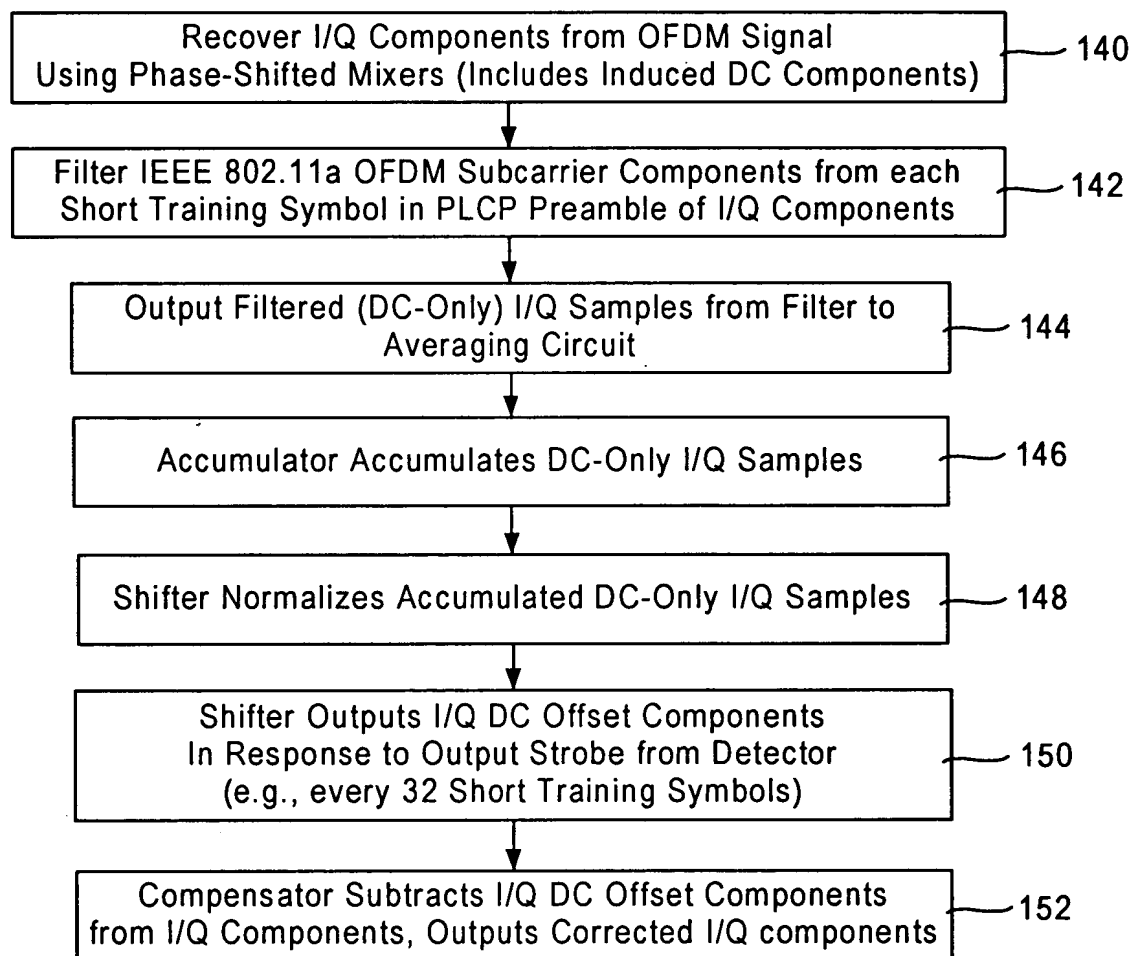 Recover I/Q Components from OFDM Signal
Using Phase-Shifted Mixers (Includes Induced DC Components)
140
Filter IEEE 802.11a OFDM Subcarrier Components from each
Short Training Symbol in PLCP Preamble of I/Q Components
142
Output Filtered (DC-Only) I/Q Samples from Filter to
Averaging Circuit
144
Accumulator Accumulates DC-Only I/Q Samples
146
Shifter Normalizes Accumulated DC-Only I/Q Samples
148
Shifter Outputs I/Q DC Offset Components
In Response to Output Strobe from Detector
(e.g., every 32 Short Training Symbols)
150
Compensator Subtracts I/Q DC Offset Components
from I/Q Components, Outputs Corrected I/Q components
152